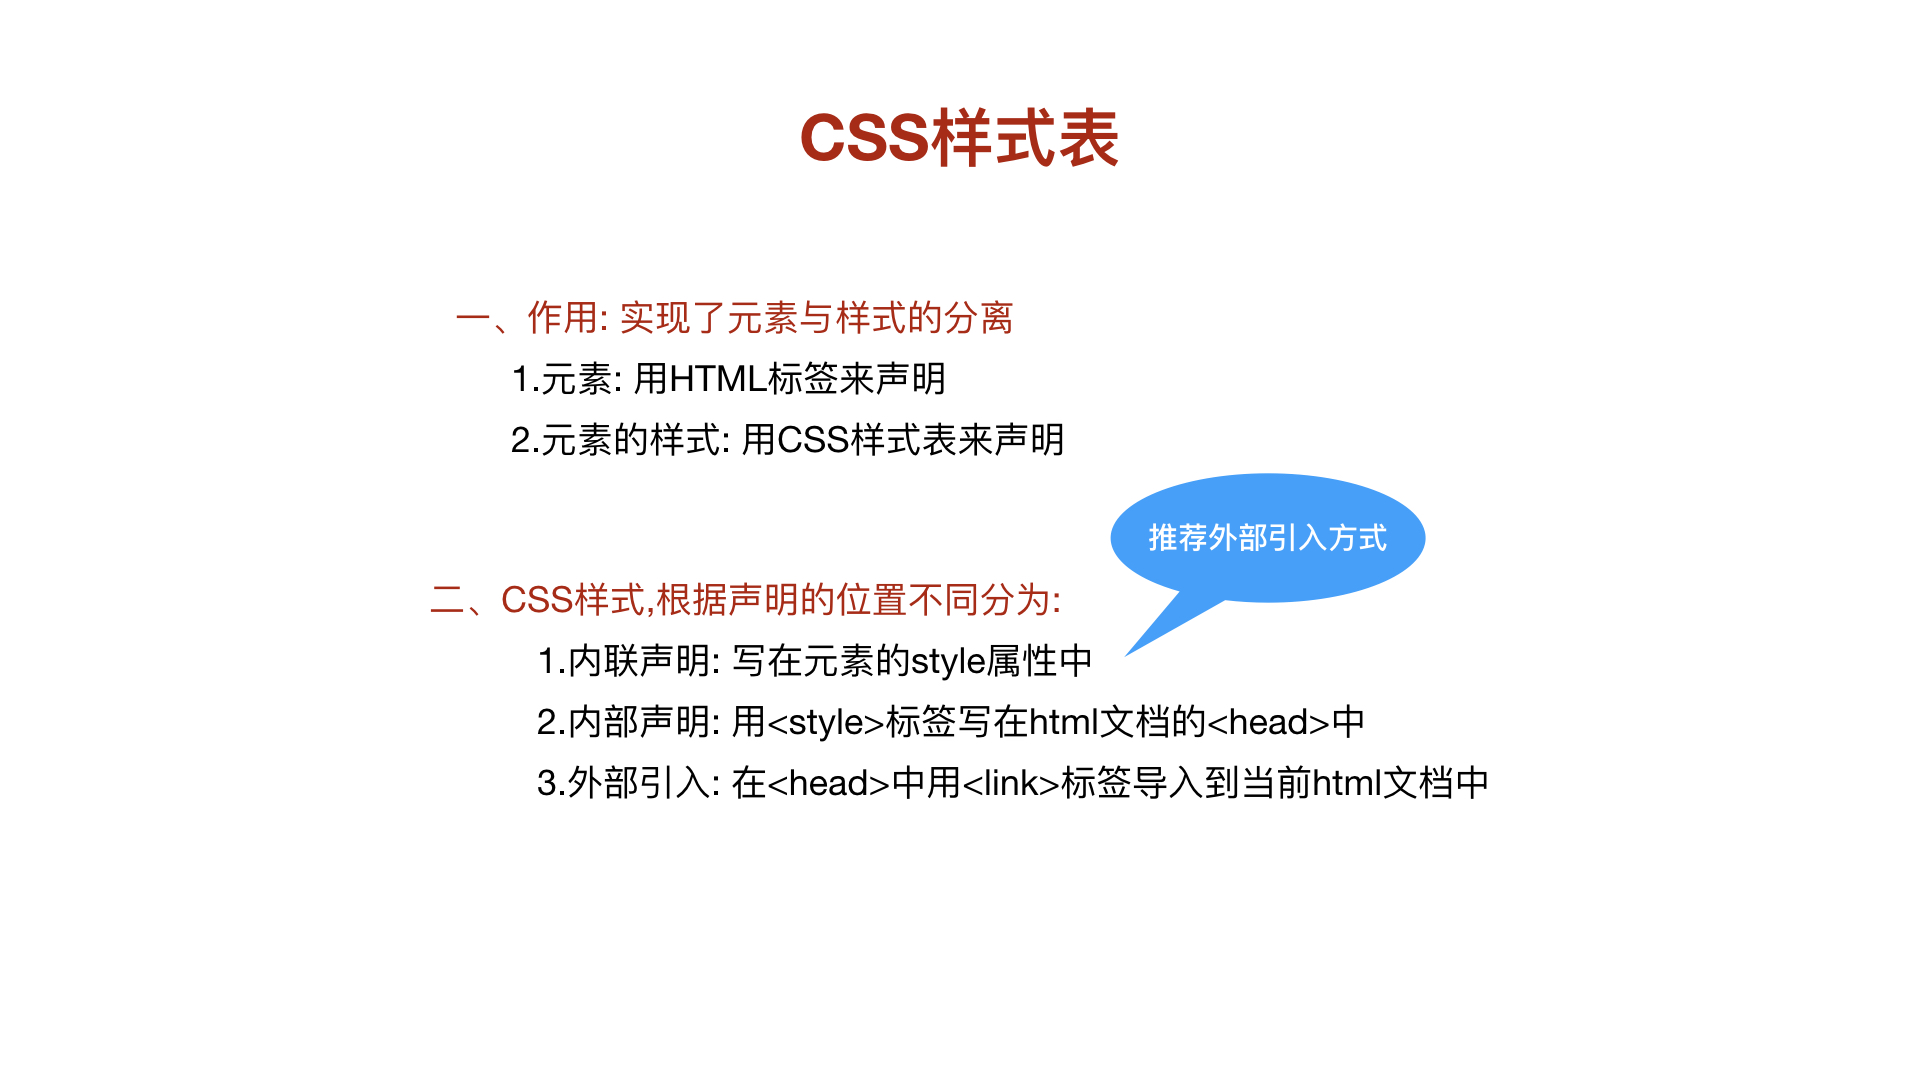 CSS样式表
一、作用: 实现了元素与样式的分离
1.元素: 用HTML标签来声明
2.元素的样式: 用CSS样式表来声明
推荐外部引入方式
二、CSS样式,根据声明的位置不同分为:
1.内联声明: 写在元素的style属性中
2.内部声明: 用<style>标签写在html文档的<head>中
3.外部引入: 在<head>中用<link>标签导入到当前html文档中